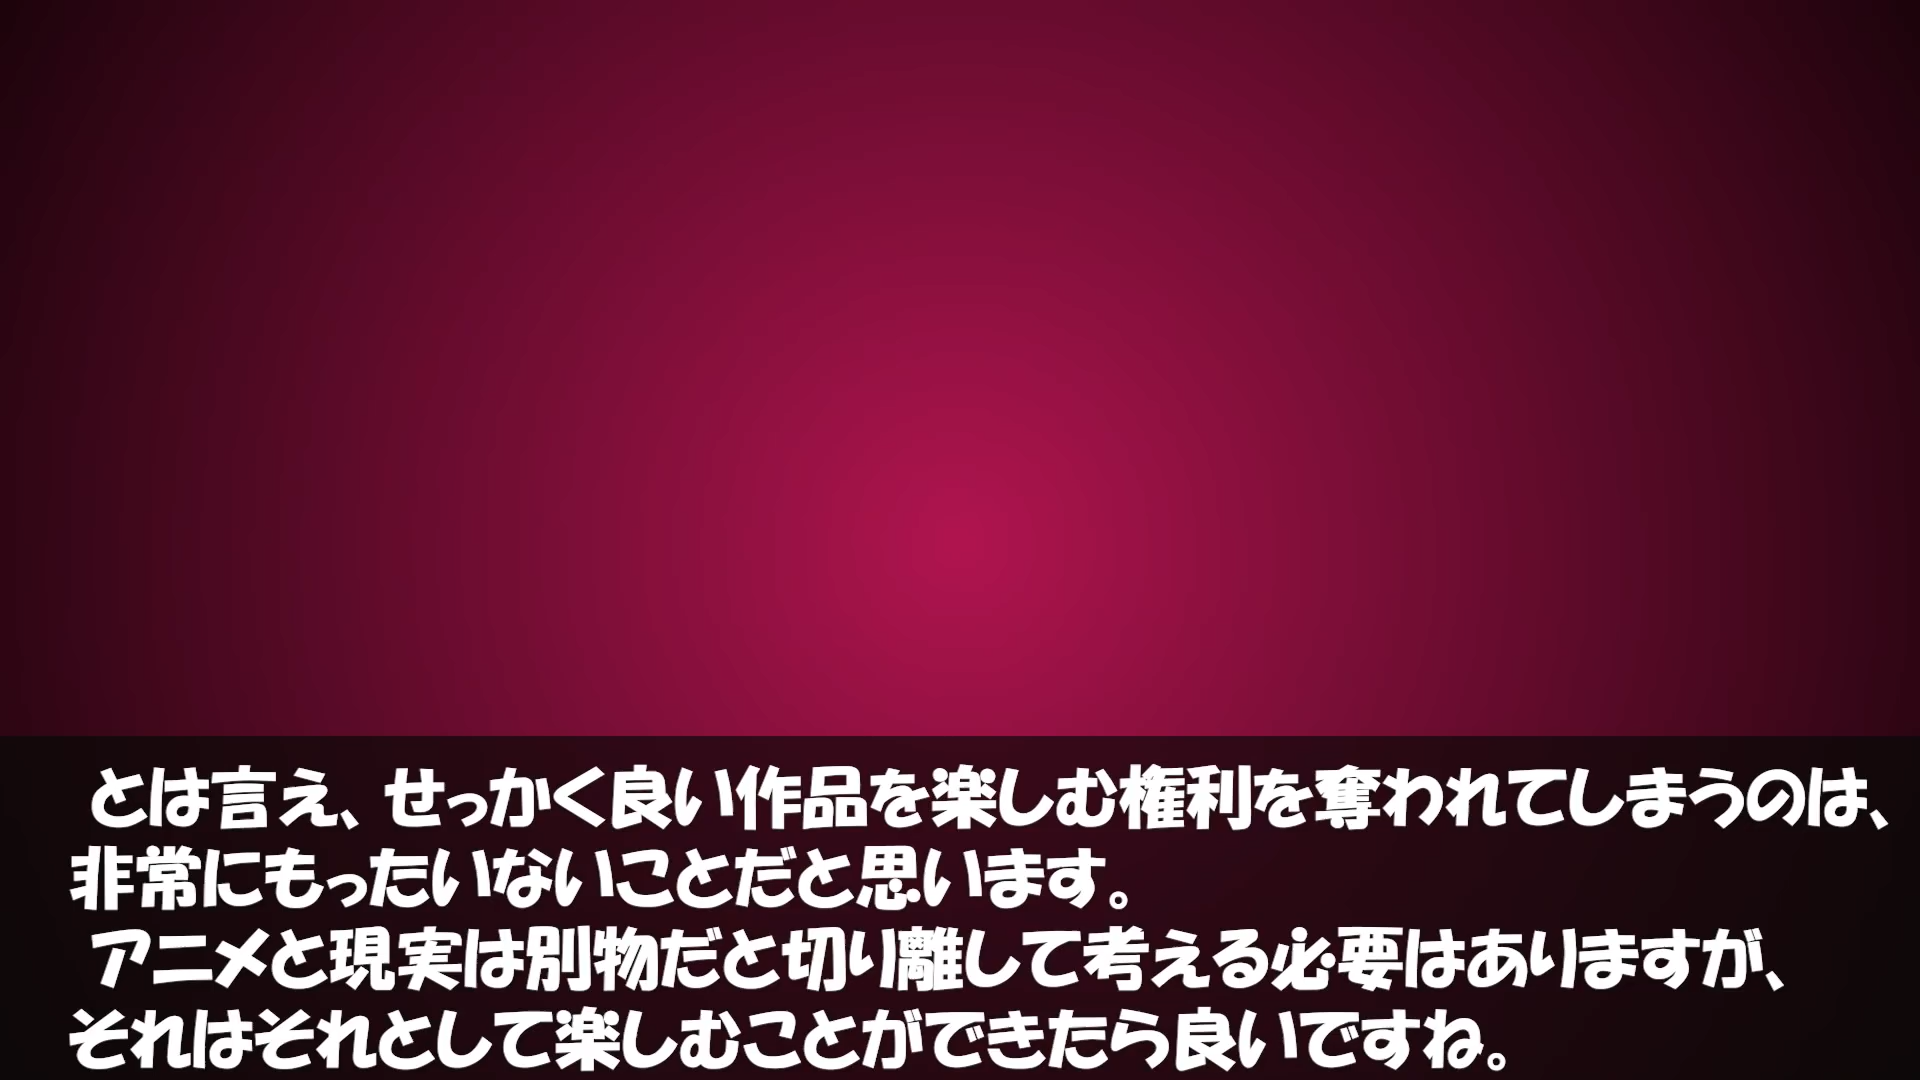 とは言え、せっかく良い作品を楽しむ権利を奪われてしまうのは、
非常にもったいないことだと思います。
アニメと現実は別物だと切り離して考える必要はありますが、
それはそれとして楽しむことができたら良いですね。